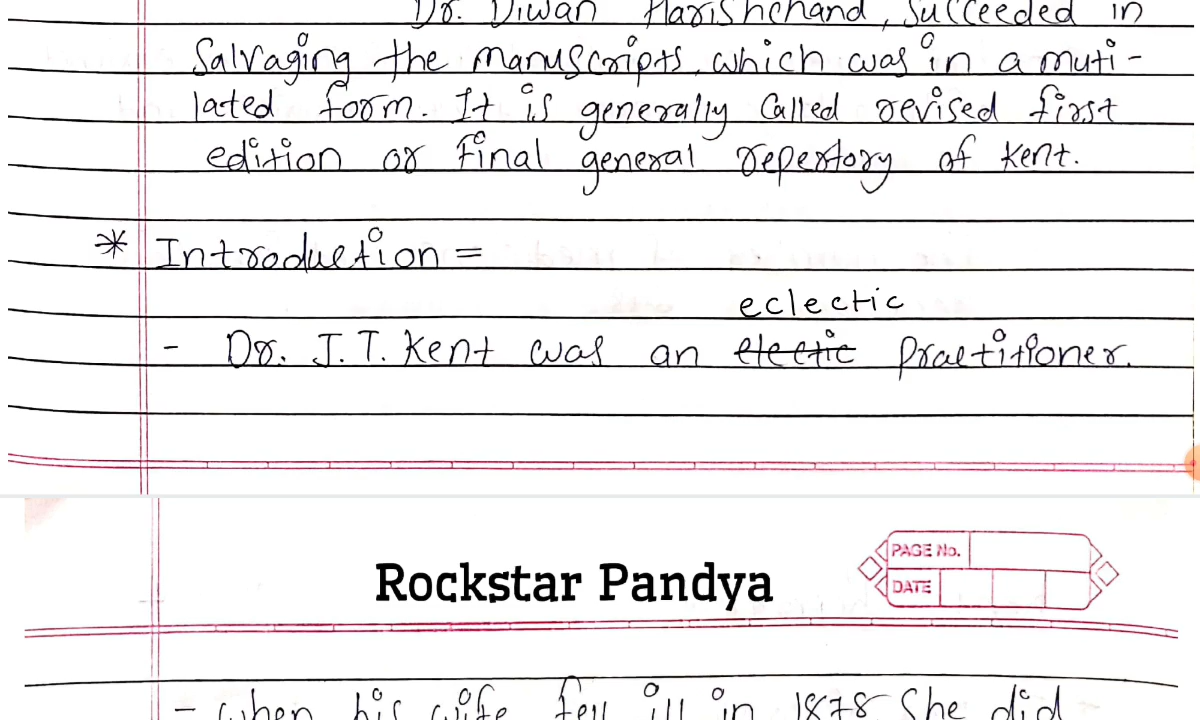 Dr. Diwan Harishchand, Succeeded in
Salvaging the manuscripts, which was in a muti-
lated form. It is generally Called revised first
edition or final general repertory of Kent.
* Introduction =
eclectic
- Dr. J. T. Kent was an electic Practitioner.
PAGE No.
Rockstar Pandya
DATE
- when his wife fell ill in 1878 She did